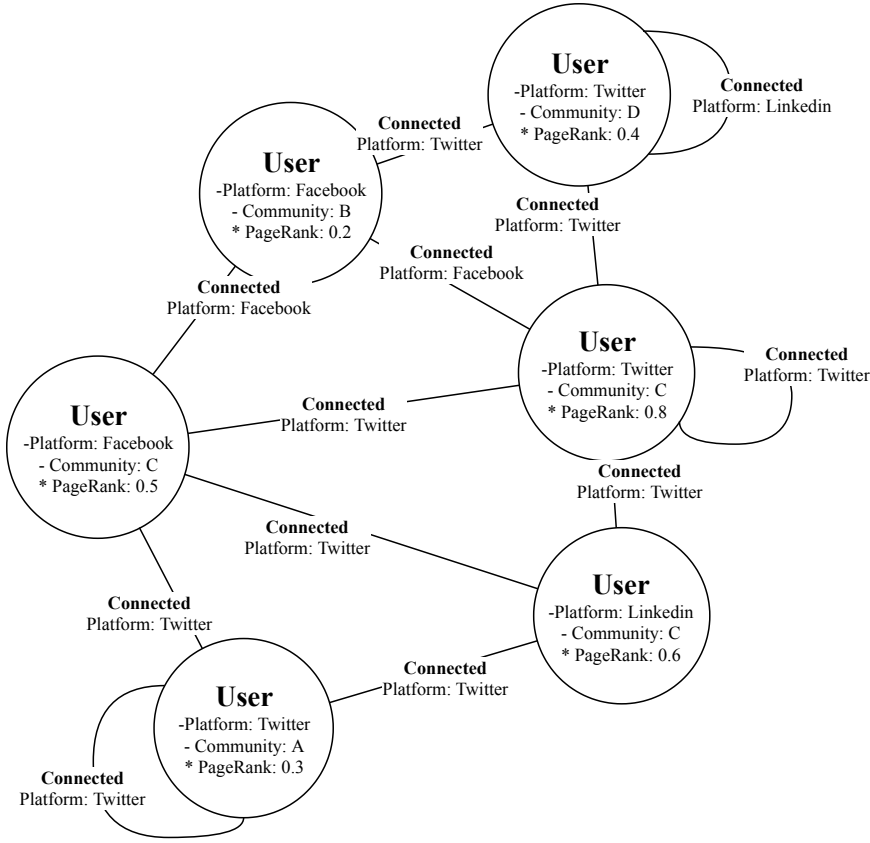 User
-Platform: Twitter
- Community: D
* PageRank: 0.4
Connected
Platform: Linkedin
Connected
Platform: Twitter
User
-Platform: Facebook
- Community: B
* PageRank: 0.2
Connected
Platform: Twitter
Connected
Platform: Facebook
Connected
Platform: Facebook
User
-Platform: Twitter
- Community: C
* PageRank: 0.8
Connected
Platform: Twitter
Connected
Platform: Twitter
User
-Platform: Facebook
- Community: C
* PageRank: 0.5
Connected
Platform: Twitter
Connected
Platform: Twitter
User
-Platform: Linkedin
- Community: C
* PageRank: 0.6
Connected
Platform: Twitter
Connected
Platform: Twitter
User
-Platform: Twitter
- Community: A
* PageRank: 0.3
Connected
Platform: Twitter